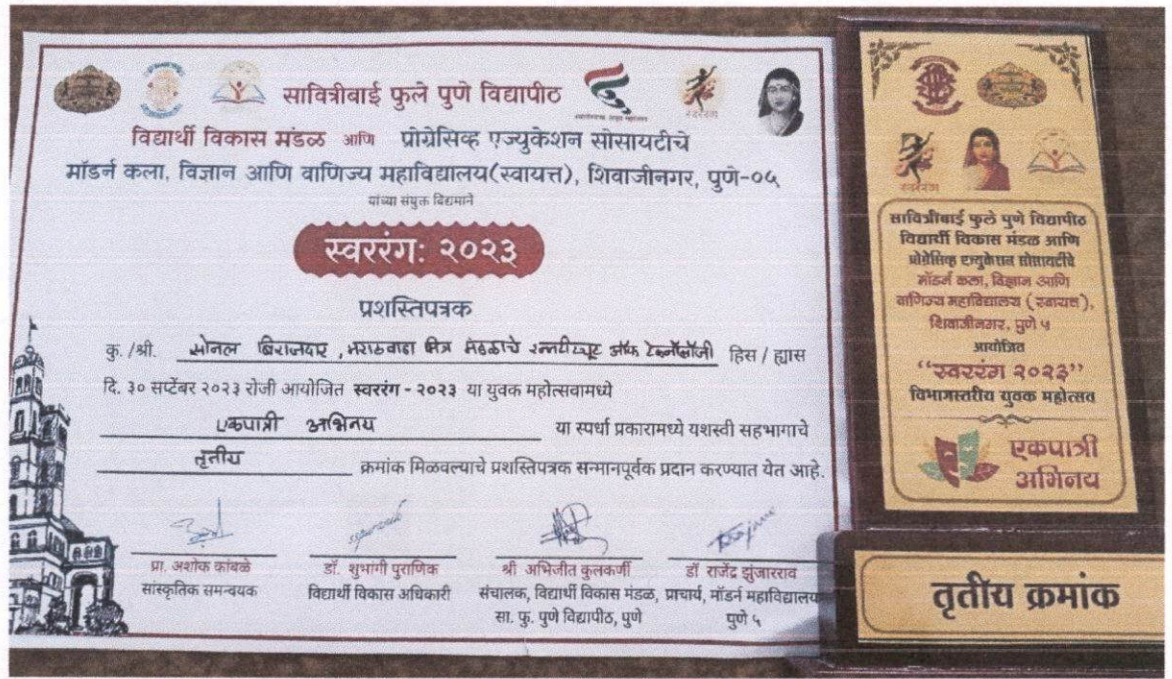 सावित्रीबाई फुले पुणे विद्यापीठ
विद्यार्थी विकास मंडळ आणि प्रोग्रेसिव्ह एज्युकेशन सोसायटीचे
मॉडर्न कला, विज्ञान आणि वाणिज्य महाविद्यालय(स्वायत्त), शिवाजीनगर, पुणे-०५
यांच्या संयुक्त विद्यमाने
स्वररंग: २०२३
प्रशस्तिपत्रक
कु. /श्री. सोनल बिराजदार, मराठवाडा मित्र मंडळाचे इन्स्टीट्यूट ऑफ टेक्नॉलॉजी हिस / ह्यास
दि. ३० सप्टेंबर २०२३ रोजी आयोजित स्वररंग - २०२३ या युवक महोत्सवामध्ये
एकपात्री अभिनय या स्पर्धा प्रकारामध्ये यशस्वी सहभागाचे
तृतीय क्रमांक मिळवल्याचे प्रशस्तिपत्रक सन्मानपूर्वक प्रदान करण्यात येत आहे.
प्रा. अशोक कांबळे
सांस्कृतिक समन्वयक
डॉ. शुभांगी पुराणिक
विद्यार्थी विकास अधिकारी
श्री अभिजीत कुलकर्णी
संचालक, विद्यार्थी विकास मंडळ,
सा. फु. पुणे विद्यापीठ, पुणे
डॉ राजेंद्र झुंजारराव
प्राचार्य, मॉडर्न महाविद्यालय
पुणे ५
स्वररंग
सावित्रीबाई फुले पुणे विद्यापीठ
विद्यार्थी विकास मंडळ आणि
प्रोग्रेसिव्ह एज्युकेशन सोसायटीचे
मॉडर्न कला, विज्ञान आणि
वाणिज्य महाविद्यालय (स्वायत्त),
शिवाजीनगर, पुणे ५
आयोजित
“स्वररंग २०२३”
विभागस्तरीय युवक महोत्सव
एकपात्री
अभिनय
तृतीय क्रमांक